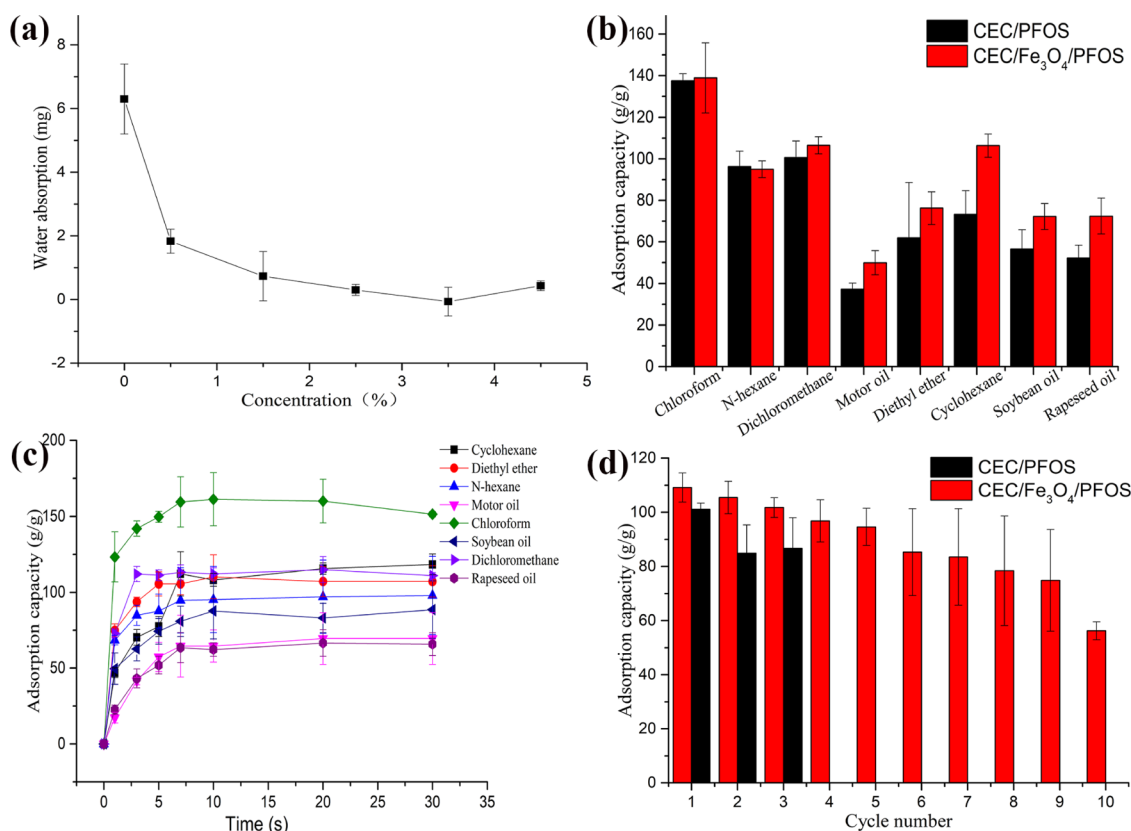 (a)
8
6
4
2
0
-2
0 1 2 3 4 5
Water absorption (mg)
Concentration（%）
(b)
CEC/PFOS
CEC/Fe₃O₄/PFOS
160
140
120
100
80
60
40
20
0
Adsorption capacity (g/g)
Chloroform
N-hexane
Dichloromethane
Motor oil
Diethyl ether
Cyclohexane
Soybean oil
Rapeseed oil
(c)
200
150
100
50
0
0 5 10 15 20 25 30 35
Adsorption capacity (g/g)
Time (s)
Cyclohexane
Diethyl ether
N-hexane
Motor oil
Chloroform
Soybean oil
Dichloromethane
Rapeseed oil
(d)
CEC/PFOS
CEC/Fe₃O₄/PFOS
120
100
80
60
40
20
0
1 2 3 4 5 6 7 8 9 10
Adsorption capacity (g/g)
Cycle number